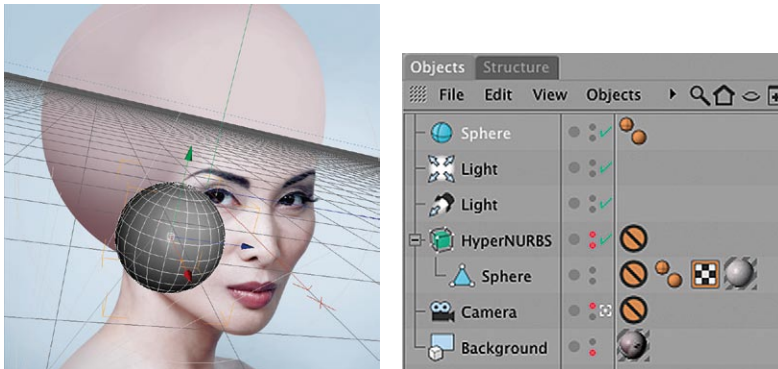 Objects Structure
File Edit View Objects
Sphere
Light
Light
HyperNURBS
Sphere
Camera
Background